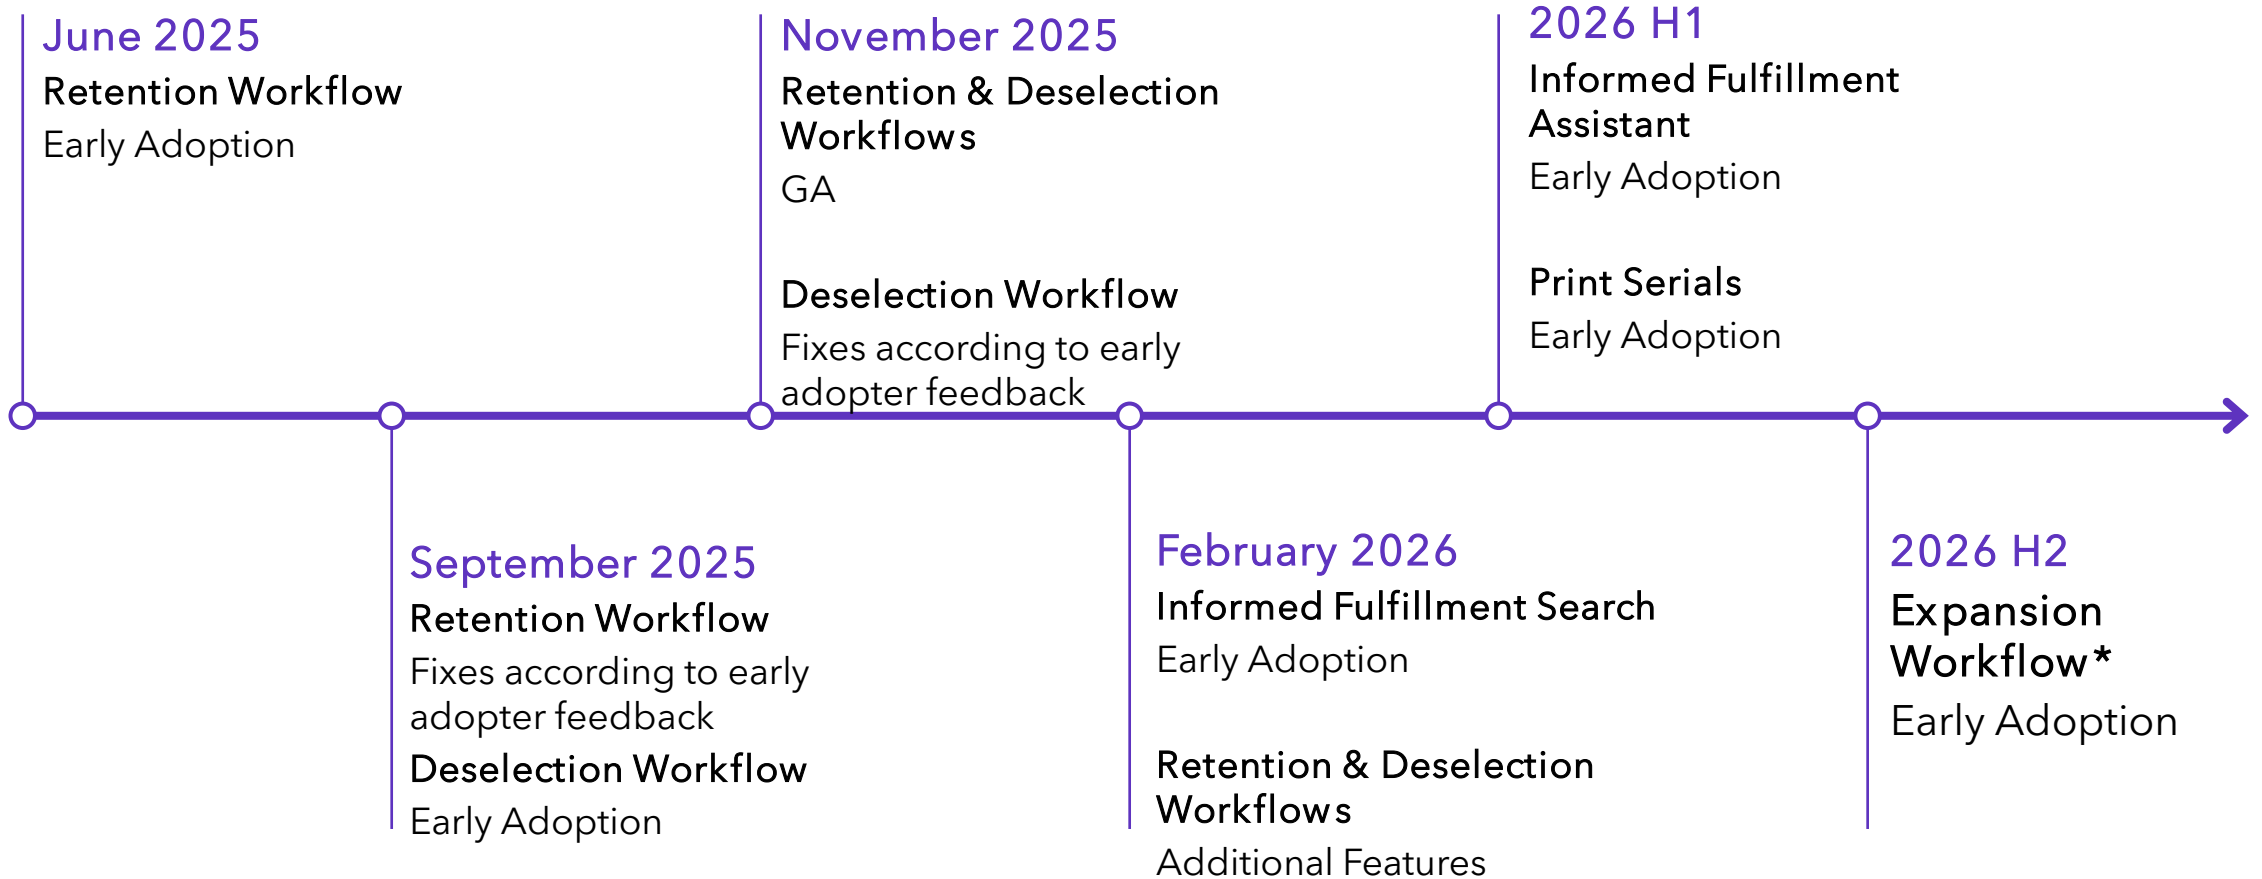 June 2025
Retention Workflow
Early Adoption
September 2025
Retention Workflow
Fixes according to early
adopter feedback
Deselection Workflow
Early Adoption
November 2025
Retention & Deselection
Workflows
GA
Deselection Workflow
Fixes according to early
adopter feedback
February 2026
Informed Fulfillment Search
Early Adoption
Retention & Deselection
Workflows
Additional Features
2026 H1
Informed Fulfillment
Assistant
Early Adoption
Print Serials
Early Adoption
2026 H2
Expansion
Workflow*
Early Adoption